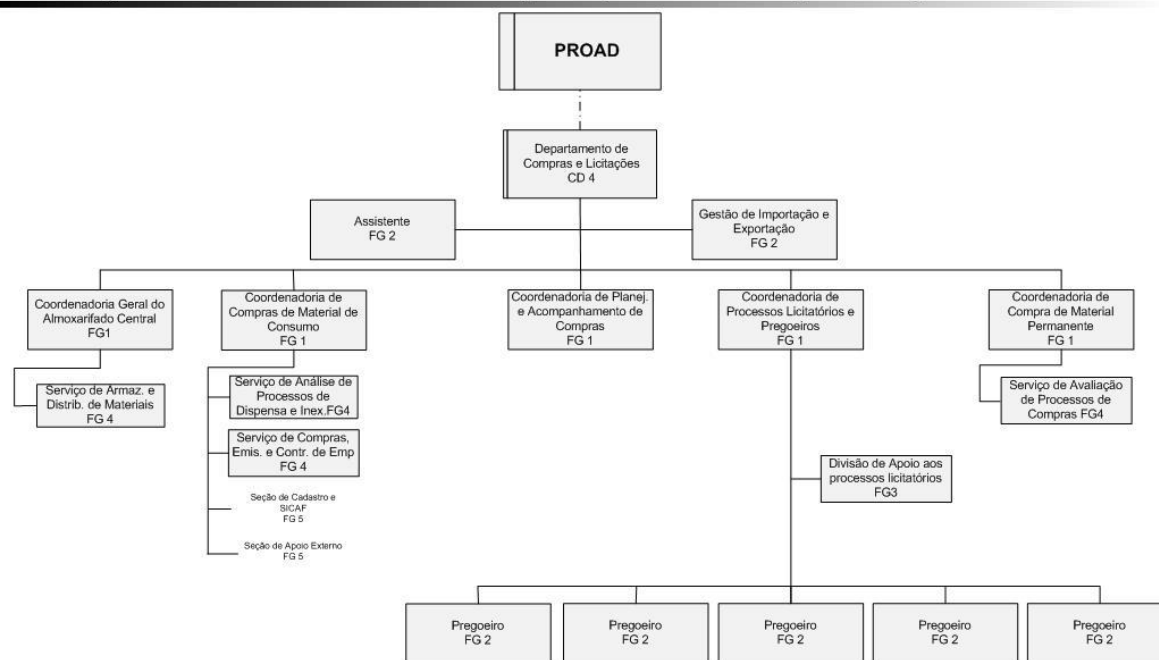 PROAD
Departamento de
Compras e Licitações
CD 4
Assistente
FG 2
Gestão de Importação e
Exportação
FG 2
Coordenadoria Geral do
Almoxarifado Central
FG1
Coordenadoria de
Compras de Material de
Consumo
FG 1
Coordenadoria de Planej.
e Acompanhamento de
Compras
FG 1
Coordenadoria de
Processos Licitatórios e
Pregoeiros
FG 1
Coordenadoria de
Compra de Material
Permanente
FG 1
Serviço de Armaz. e
Distrib. de Materiais
FG 4
Serviço de Análise de
Processos de
Dispensa e Inex.FG4
Serviço de Compras,
Emis. e Contr. de Emp
FG 4
Seção de Cadastro e
SICAF
FG 5
Seção de Apoio Externo
FG 5
Serviço de Avaliação
de Processos de
Compras FG4
Divisão de Apoio aos
processos licitatórios
FG3
Pregoeiro
FG 2
Pregoeiro
FG 2
Pregoeiro
FG 2
Pregoeiro
FG 2
Pregoeiro
FG 2